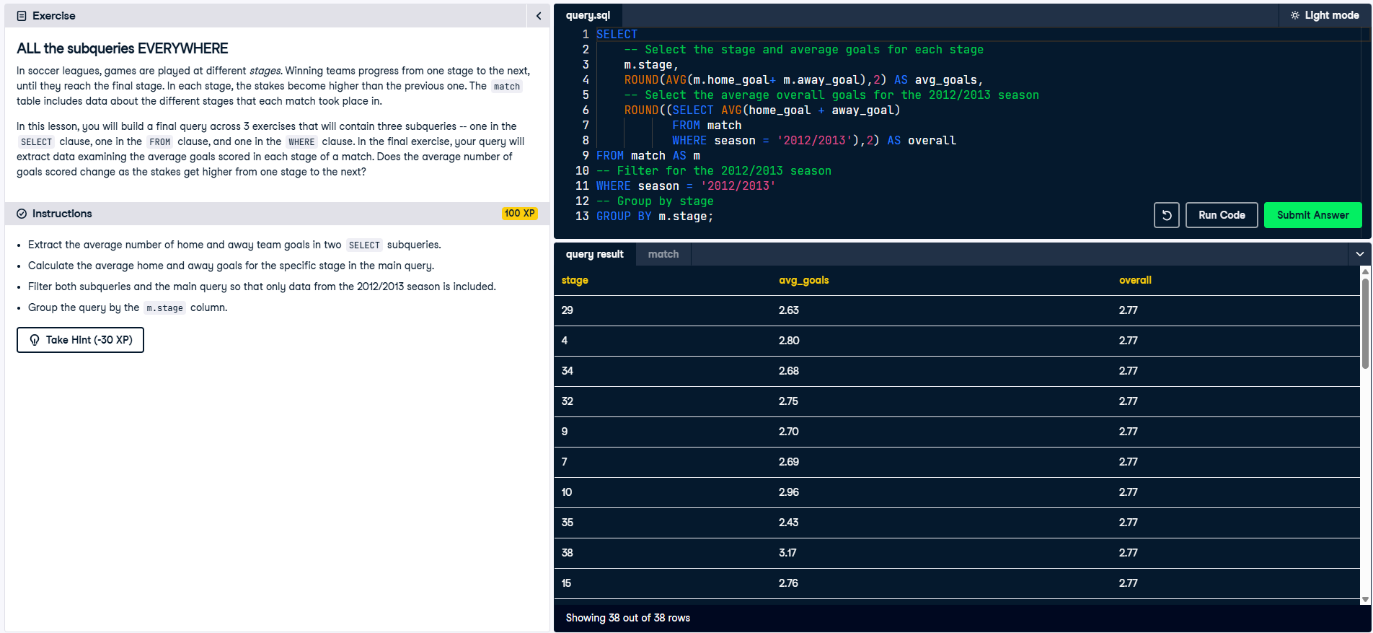 Exercise
ALL the subqueries EVERYWHERE
In soccer leagues, games are played at different stages. Winning teams progress from one stage to the next,
until they reach the final stage. In each stage, the stakes become higher than the previous one. The match
table includes data about the different stages that each match took place in.
In this lesson, you will build a final query across 3 exercises that will contain three subqueries -- one in the
SELECT clause, one in the FROM clause, and one in the WHERE clause. In the final exercise, your query will
extract data examining the average goals scored in each stage of a match. Does the average number of
goals scored change as the stakes get higher from one stage to the next?
Instructions
100 XP
Extract the average number of home and away team goals in two SELECT subqueries.
Calculate the average home and away goals for the specific stage in the main query.
Filter both subqueries and the main query so that only data from the 2012/2013 season is included.
Group the query by the m.stage column.
Take Hint (-30 XP)
query.sql
Light mode
1 SELECT
2 -- Select the stage and average goals for each stage
3 m.stage,
4 ROUND(AVG(m.home_goal+ m.away_goal),2) AS avg_goals,
5 -- Select the average overall goals for the 2012/2013 season
6 ROUND((SELECT AVG(home_goal + away_goal)
7 FROM match
8 WHERE season = '2012/2013'),2) AS overall
9 FROM match AS m
10 -- Filter for the 2012/2013 season
11 WHERE season = '2012/2013'
12 -- Group by stage
13 GROUP BY m.stage;
Run Code
Submit Answer
query result
match
stage avg_goals overall
29 2.63 2.77
4 2.80 2.77
34 2.68 2.77
32 2.75 2.77
9 2.70 2.77
7 2.69 2.77
10 2.96 2.77
35 2.43 2.77
38 3.17 2.77
15 2.76 2.77
Showing 38 out of 38 rows